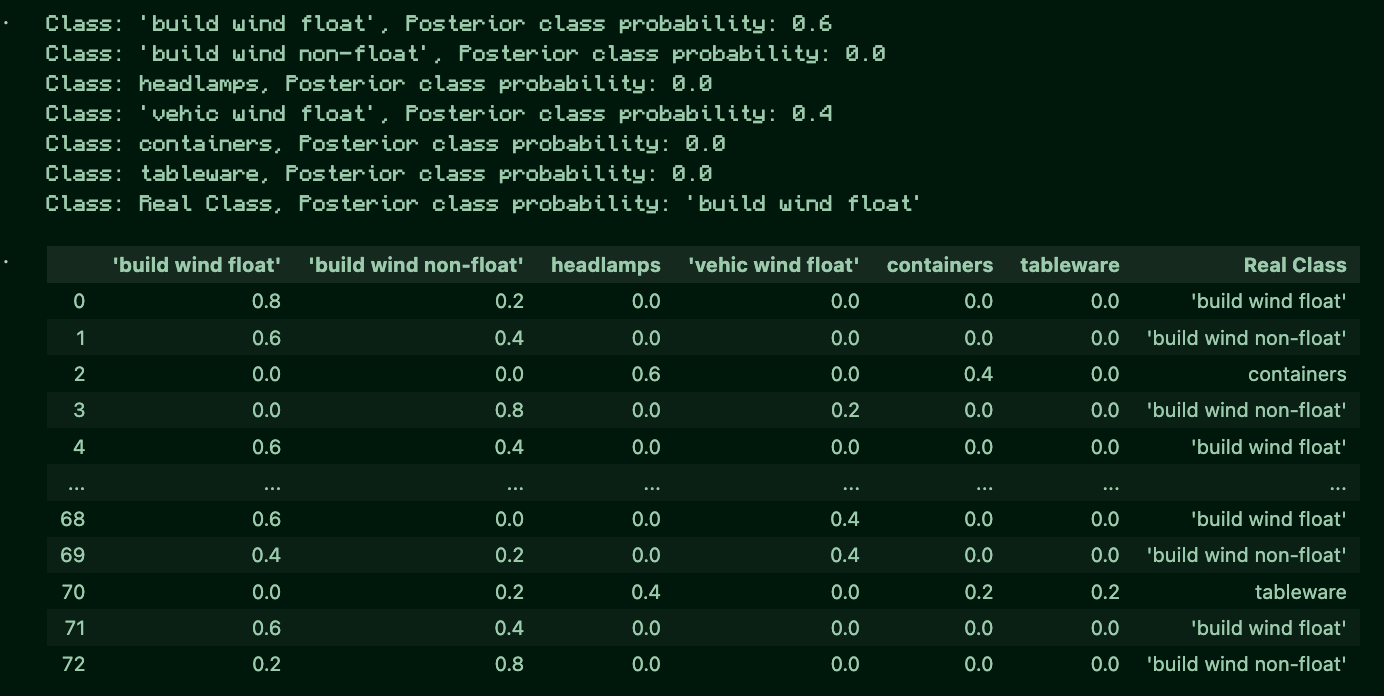 Class: 'build wind float', Posterior class probability: 0.6
Class: 'build wind non-float', Posterior class probability: 0.0
Class: headlamps, Posterior class probability: 0.0
Class: 'vehic wind float', Posterior class probability: 0.4
Class: containers, Posterior class probability: 0.0
Class: tableware, Posterior class probability: 0.0
Class: Real Class, Posterior class probability: 'build wind float'
'build wind float' 'build wind non-float' headlamps 'vehic wind float' containers tableware Real Class
0 0.8 0.2 0.0 0.0 0.0 0.0 'build wind float'
1 0.6 0.4 0.0 0.0 0.0 0.0 'build wind non-float'
2 0.0 0.0 0.6 0.0 0.4 0.0 containers
3 0.0 0.8 0.0 0.2 0.0 0.0 'build wind non-float'
4 0.6 0.4 0.0 0.0 0.0 0.0 'build wind float'
... ... ... ... ... ... ... ...
68 0.6 0.0 0.0 0.4 0.0 0.0 'build wind float'
69 0.4 0.2 0.0 0.4 0.0 0.0 'build wind non-float'
70 0.0 0.2 0.4 0.0 0.2 0.2 tableware
71 0.6 0.4 0.0 0.0 0.0 0.0 'build wind float'
72 0.2 0.8 0.0 0.0 0.0 0.0 'build wind non-float'